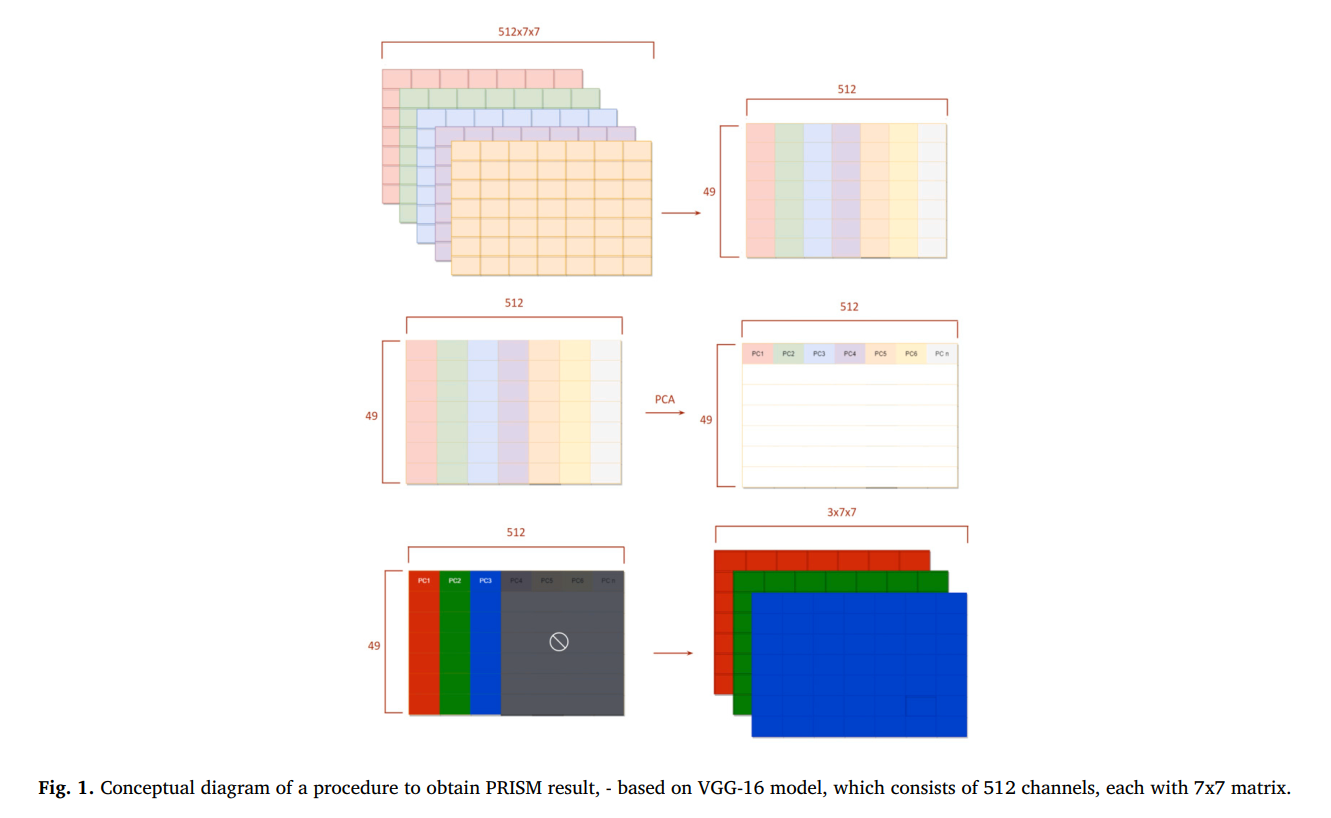 512x7x7
512
49
512
512
49
PCA
49
PC1 PC2 PC3 PC4 PC5 PC6 PC n
512
3x7x7
49
PC1 PC2 PC3 PC4 PC5 PC6 PC n
Fig. 1. Conceptual diagram of a procedure to obtain PRISM result, - based on VGG-16 model, which consists of 512 channels, each with 7x7 matrix.